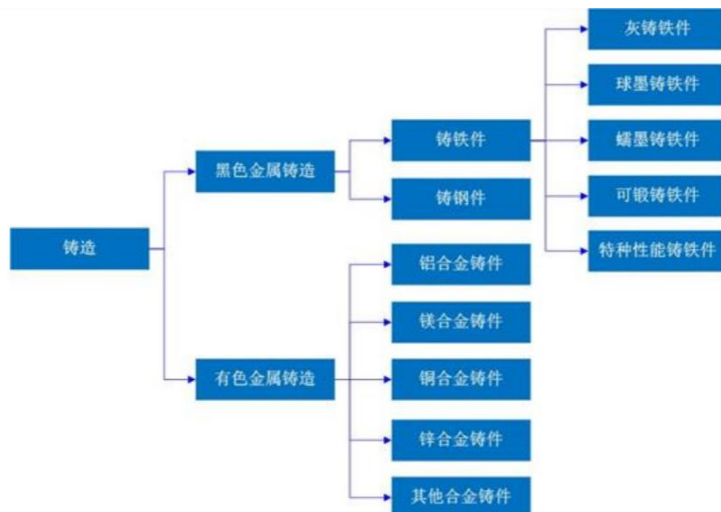 铸造
黑色金属铸造
铸铁件
灰铸铁件
球墨铸铁件
蠕墨铸铁件
可锻铸铁件
特种性能铸铁件
铸钢件
有色金属铸造
铝合金铸件
镁合金铸件
铜合金铸件
锌合金铸件
其他合金铸件